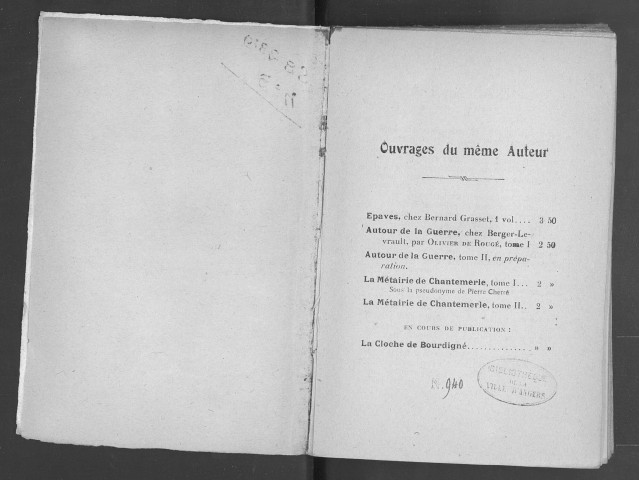 Ouvrages du même Auteur
Epaves, chez Bernard Grasset, 1 vol.... 3 50
Autour de la Guerre, chez Berger-Le-
vrault, par OLIVIER DE ROUGÉ, tome I 2 50
Autour de la Guerre, tome II, en prépa-
ration.
La Métairie de Chantemerle, tome I... 2 »
Sous la pseudonyme de Pierre Charré
La Métairie de Chantemerle, tome II.. 2 »
EN COURS DE PUBLICATION :
La Cloche de Bourdigné............... » »
BIBLIOTHÈQUE
DE LA
VILLE D'ANGERS
940